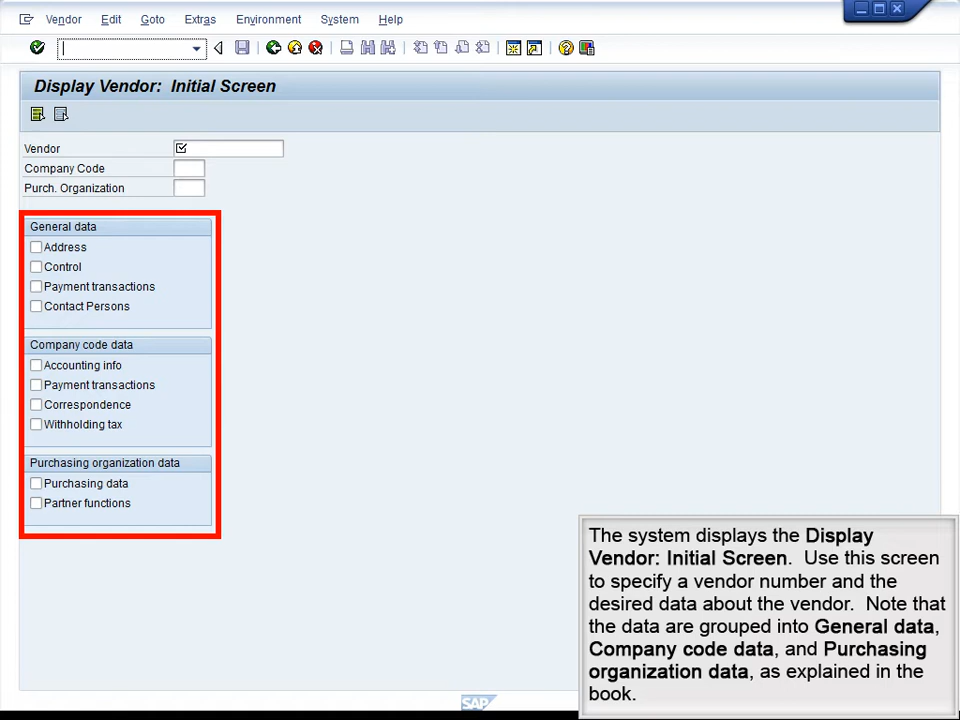 Vendor Edit Goto Extras Environment System Help
Display Vendor: Initial Screen
Vendor
Company Code
Purch. Organization
General data
Address
Control
Payment transactions
Contact Persons
Company code data
Accounting info
Payment transactions
Correspondence
Withholding tax
Purchasing organization data
Purchasing data
Partner functions
The system displays the Display
Vendor: Initial Screen. Use this screen
to specify a vendor number and the
desired data about the vendor. Note that
the data are grouped into General data,
Company code data, and Purchasing
organization data, as explained in the
book.
SAP